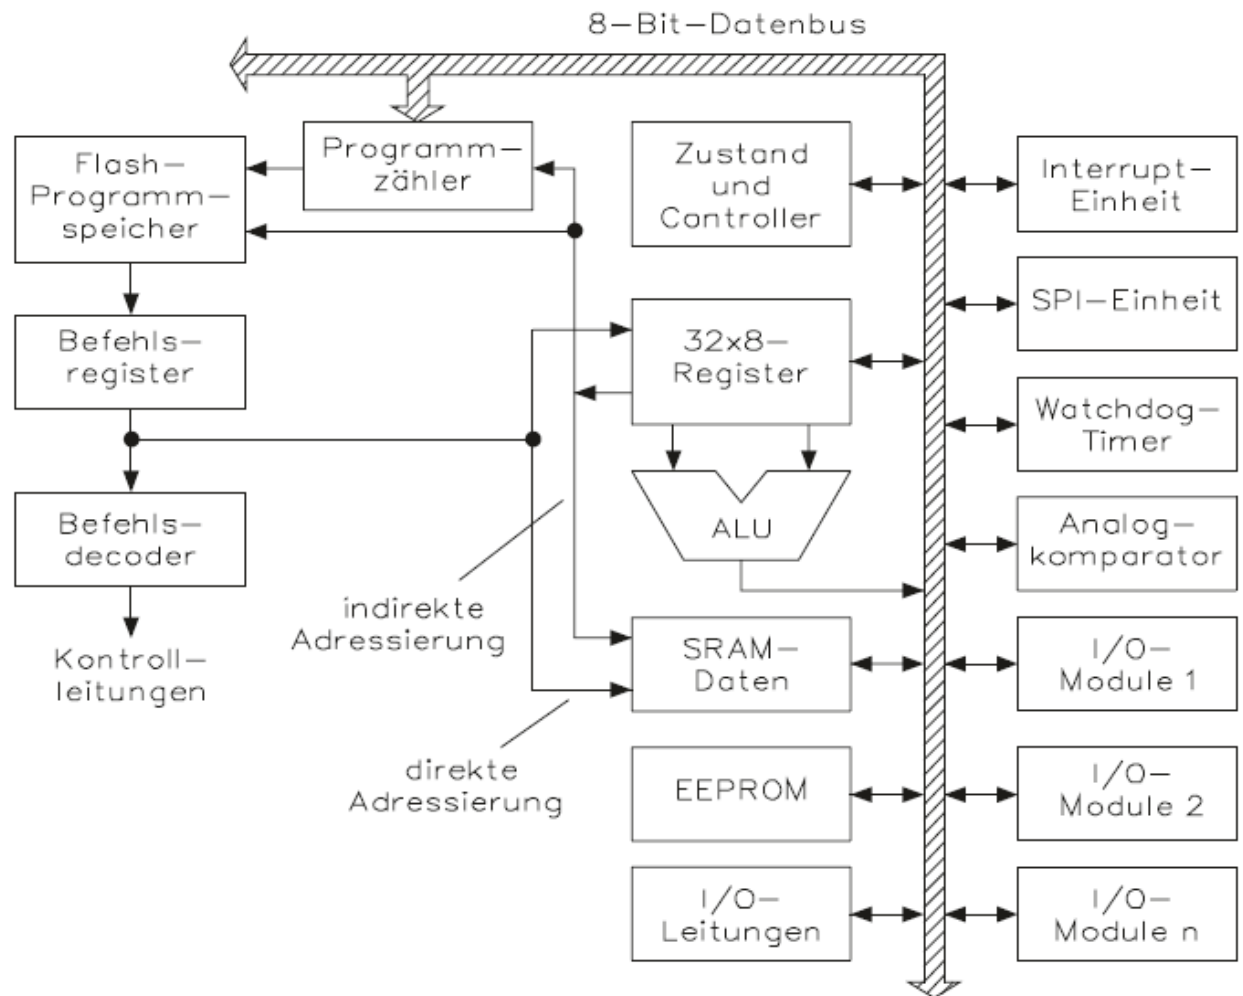 8-Bit-Datenbus
Flash-
Programm-
speicher
Programm-
zähler
Zustand
und
Controller
Interrupt-
Einheit
SPI-Einheit
Befehls-
register
32x8-
Register
Watchdog-
Timer
Befehls-
decoder
ALU
Analog-
komparator
indirekte
Adressierung
Kontroll-
leitungen
SRAM-
Daten
I/O-
Module 1
direkte
Adressierung
EEPROM
I/O-
Module 2
I/O-
Leitungen
I/O-
Module n